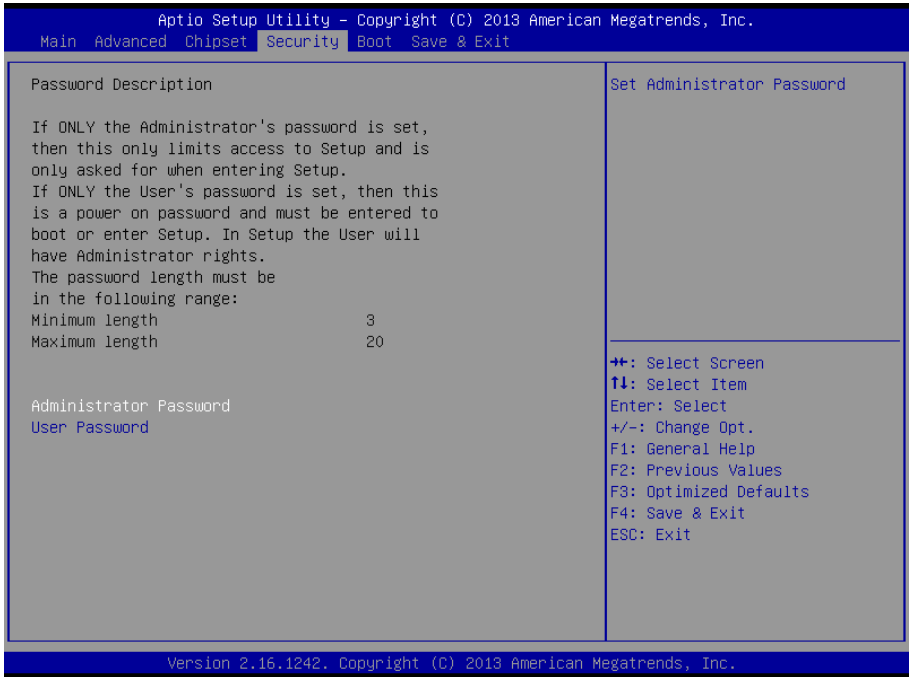 Aptio Setup Utility – Copyright (C) 2013 American Megatrends, Inc.
Main Advanced Chipset Security Boot Save & Exit
Password Description
If ONLY the Administrator's password is set,
then this only limits access to Setup and is
only asked for when entering Setup.
If ONLY the User's password is set, then this
is a power on password and must be entered to
boot or enter Setup. In Setup the User will
have Administrator rights.
The password length must be
in the following range:
Minimum length 3
Maximum length 20
Administrator Password
User Password
Set Administrator Password
→←: Select Screen
↑↓: Select Item
Enter: Select
+/-: Change Opt.
F1: General Help
F2: Previous Values
F3: Optimized Defaults
F4: Save & Exit
ESC: Exit
Version 2.16.1242. Copyright (C) 2013 American Megatrends, Inc.